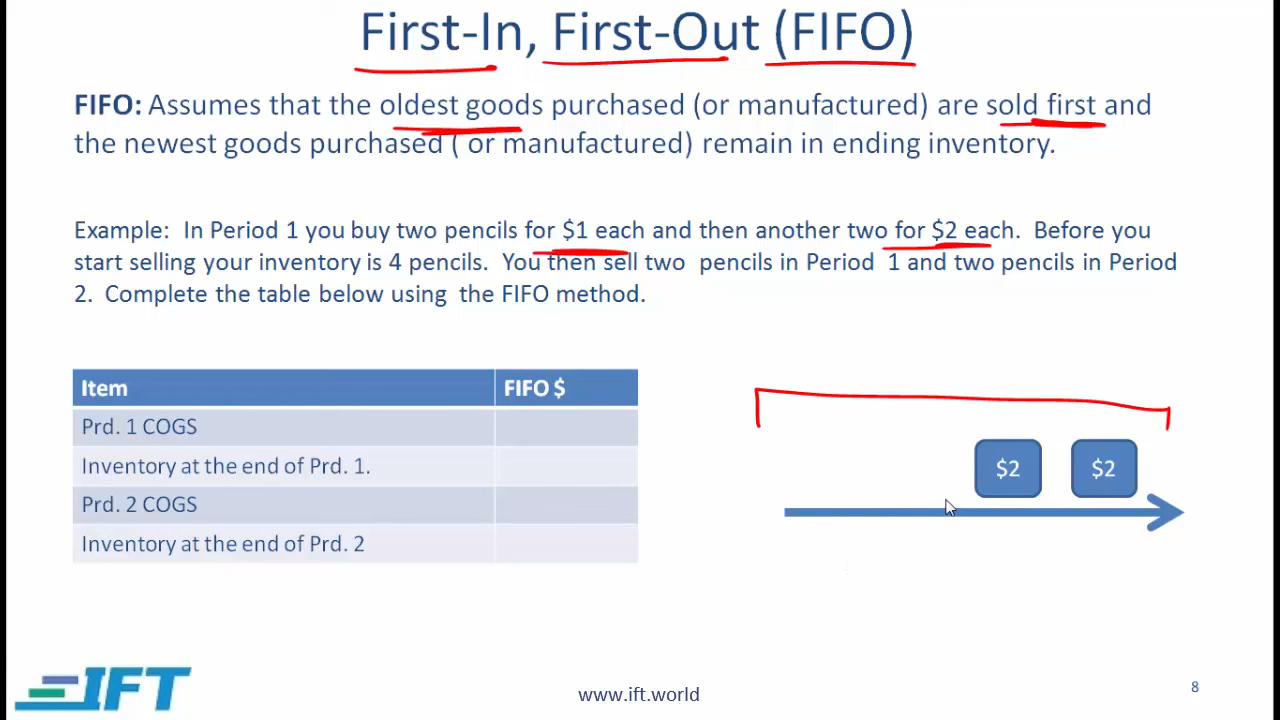 First-In, First-Out (FIFO)
FIFO: Assumes that the oldest goods purchased (or manufactured) are sold first and
the newest goods purchased ( or manufactured) remain in ending inventory.
Example: In Period 1 you buy two pencils for $1 each and then another two for $2 each. Before you
start selling your inventory is 4 pencils. You then sell two pencils in Period 1 and two pencils in Period
2. Complete the table below using the FIFO method.
Item FIFO $
Prd. 1 COGS
Inventory at the end of Prd. 1.
Prd. 2 COGS
Inventory at the end of Prd. 2
$2 $2
IFT
www.ift.world
8